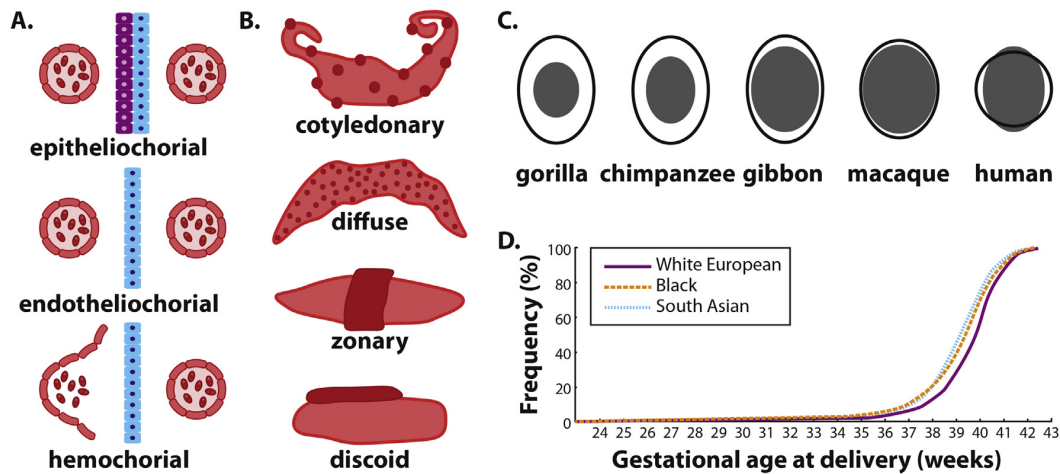 A.
epitheliochorial
endotheliochorial
hemochorial
B.
cotyledonary
diffuse
zonary
discoid
C.
gorilla chimpanzee gibbon macaque human
D.
Frequency (%)
100
80
60
40
20
0
White European
Black
South Asian
24 25 26 27 28 29 30 31 32 33 34 35 36 37 38 39 40 41 42 43
Gestational age at delivery (weeks)